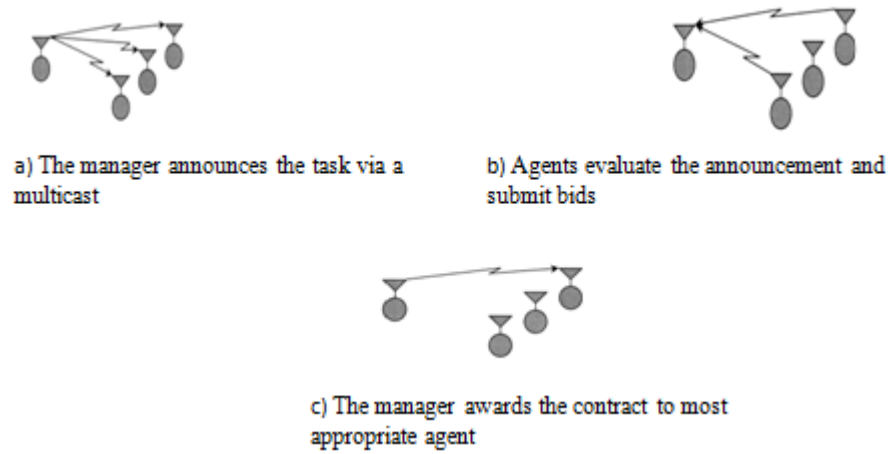 a) The manager announces the task via a
multicast
b) Agents evaluate the announcement and
submit bids
c) The manager awards the contract to most
appropriate agent